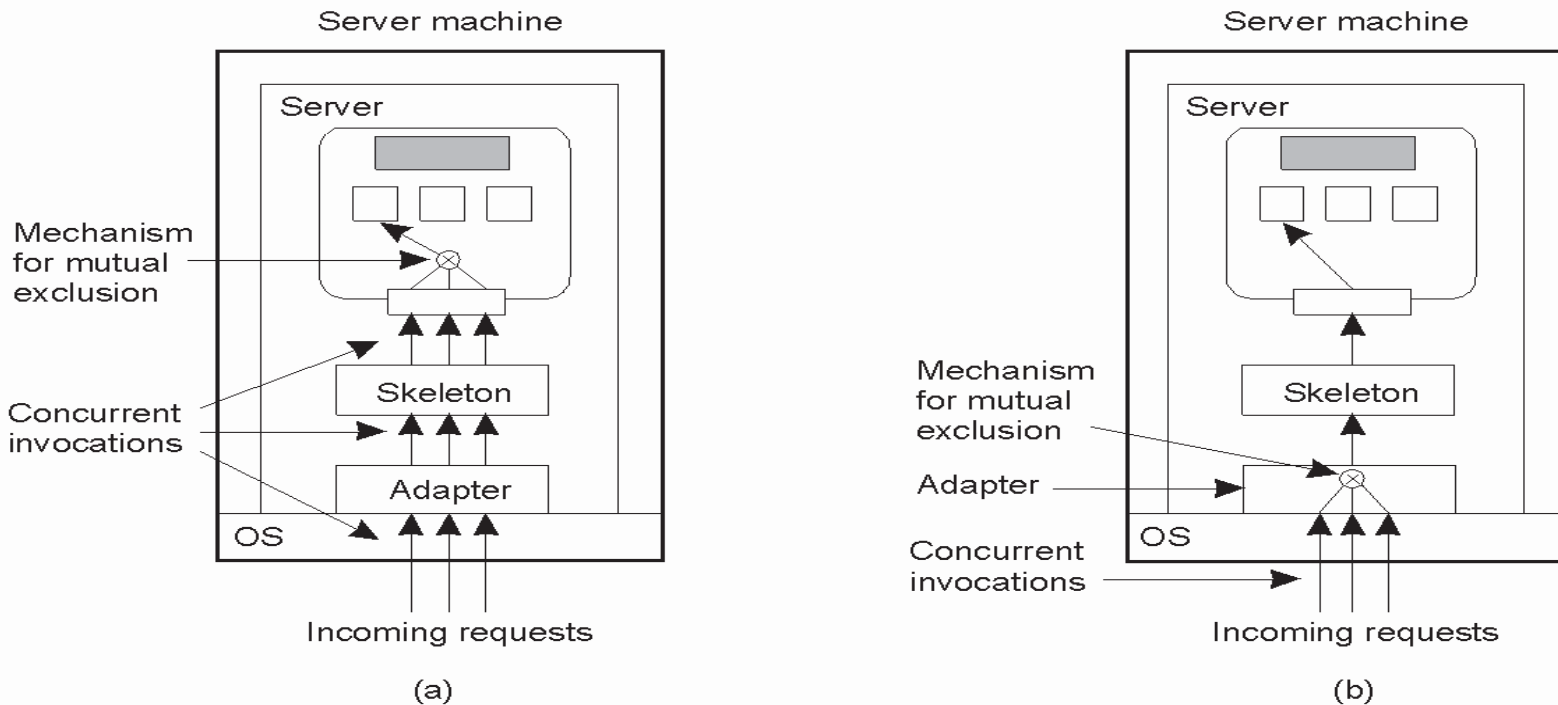 Server machine
Server
Mechanism
for mutual
exclusion
Skeleton
Concurrent
invocations
Adapter
OS
Incoming requests
(a)
Server machine
Server
Mechanism
for mutual
exclusion
Skeleton
Adapter
OS
Concurrent
invocations
Incoming requests
(b)